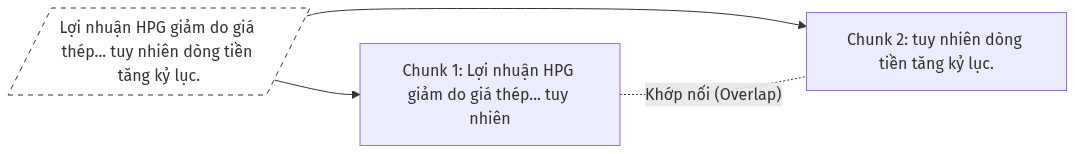 Lợi nhuận HPG giảm do giá
thép... tuy nhiên dòng tiền
tăng kỷ lục.
Chunk 1: Lợi nhuận HPG
giảm do giá thép... tuy
nhiên
Khớp nối (Overlap)
Chunk 2: tuy nhiên dòng
tiền tăng kỷ lục.